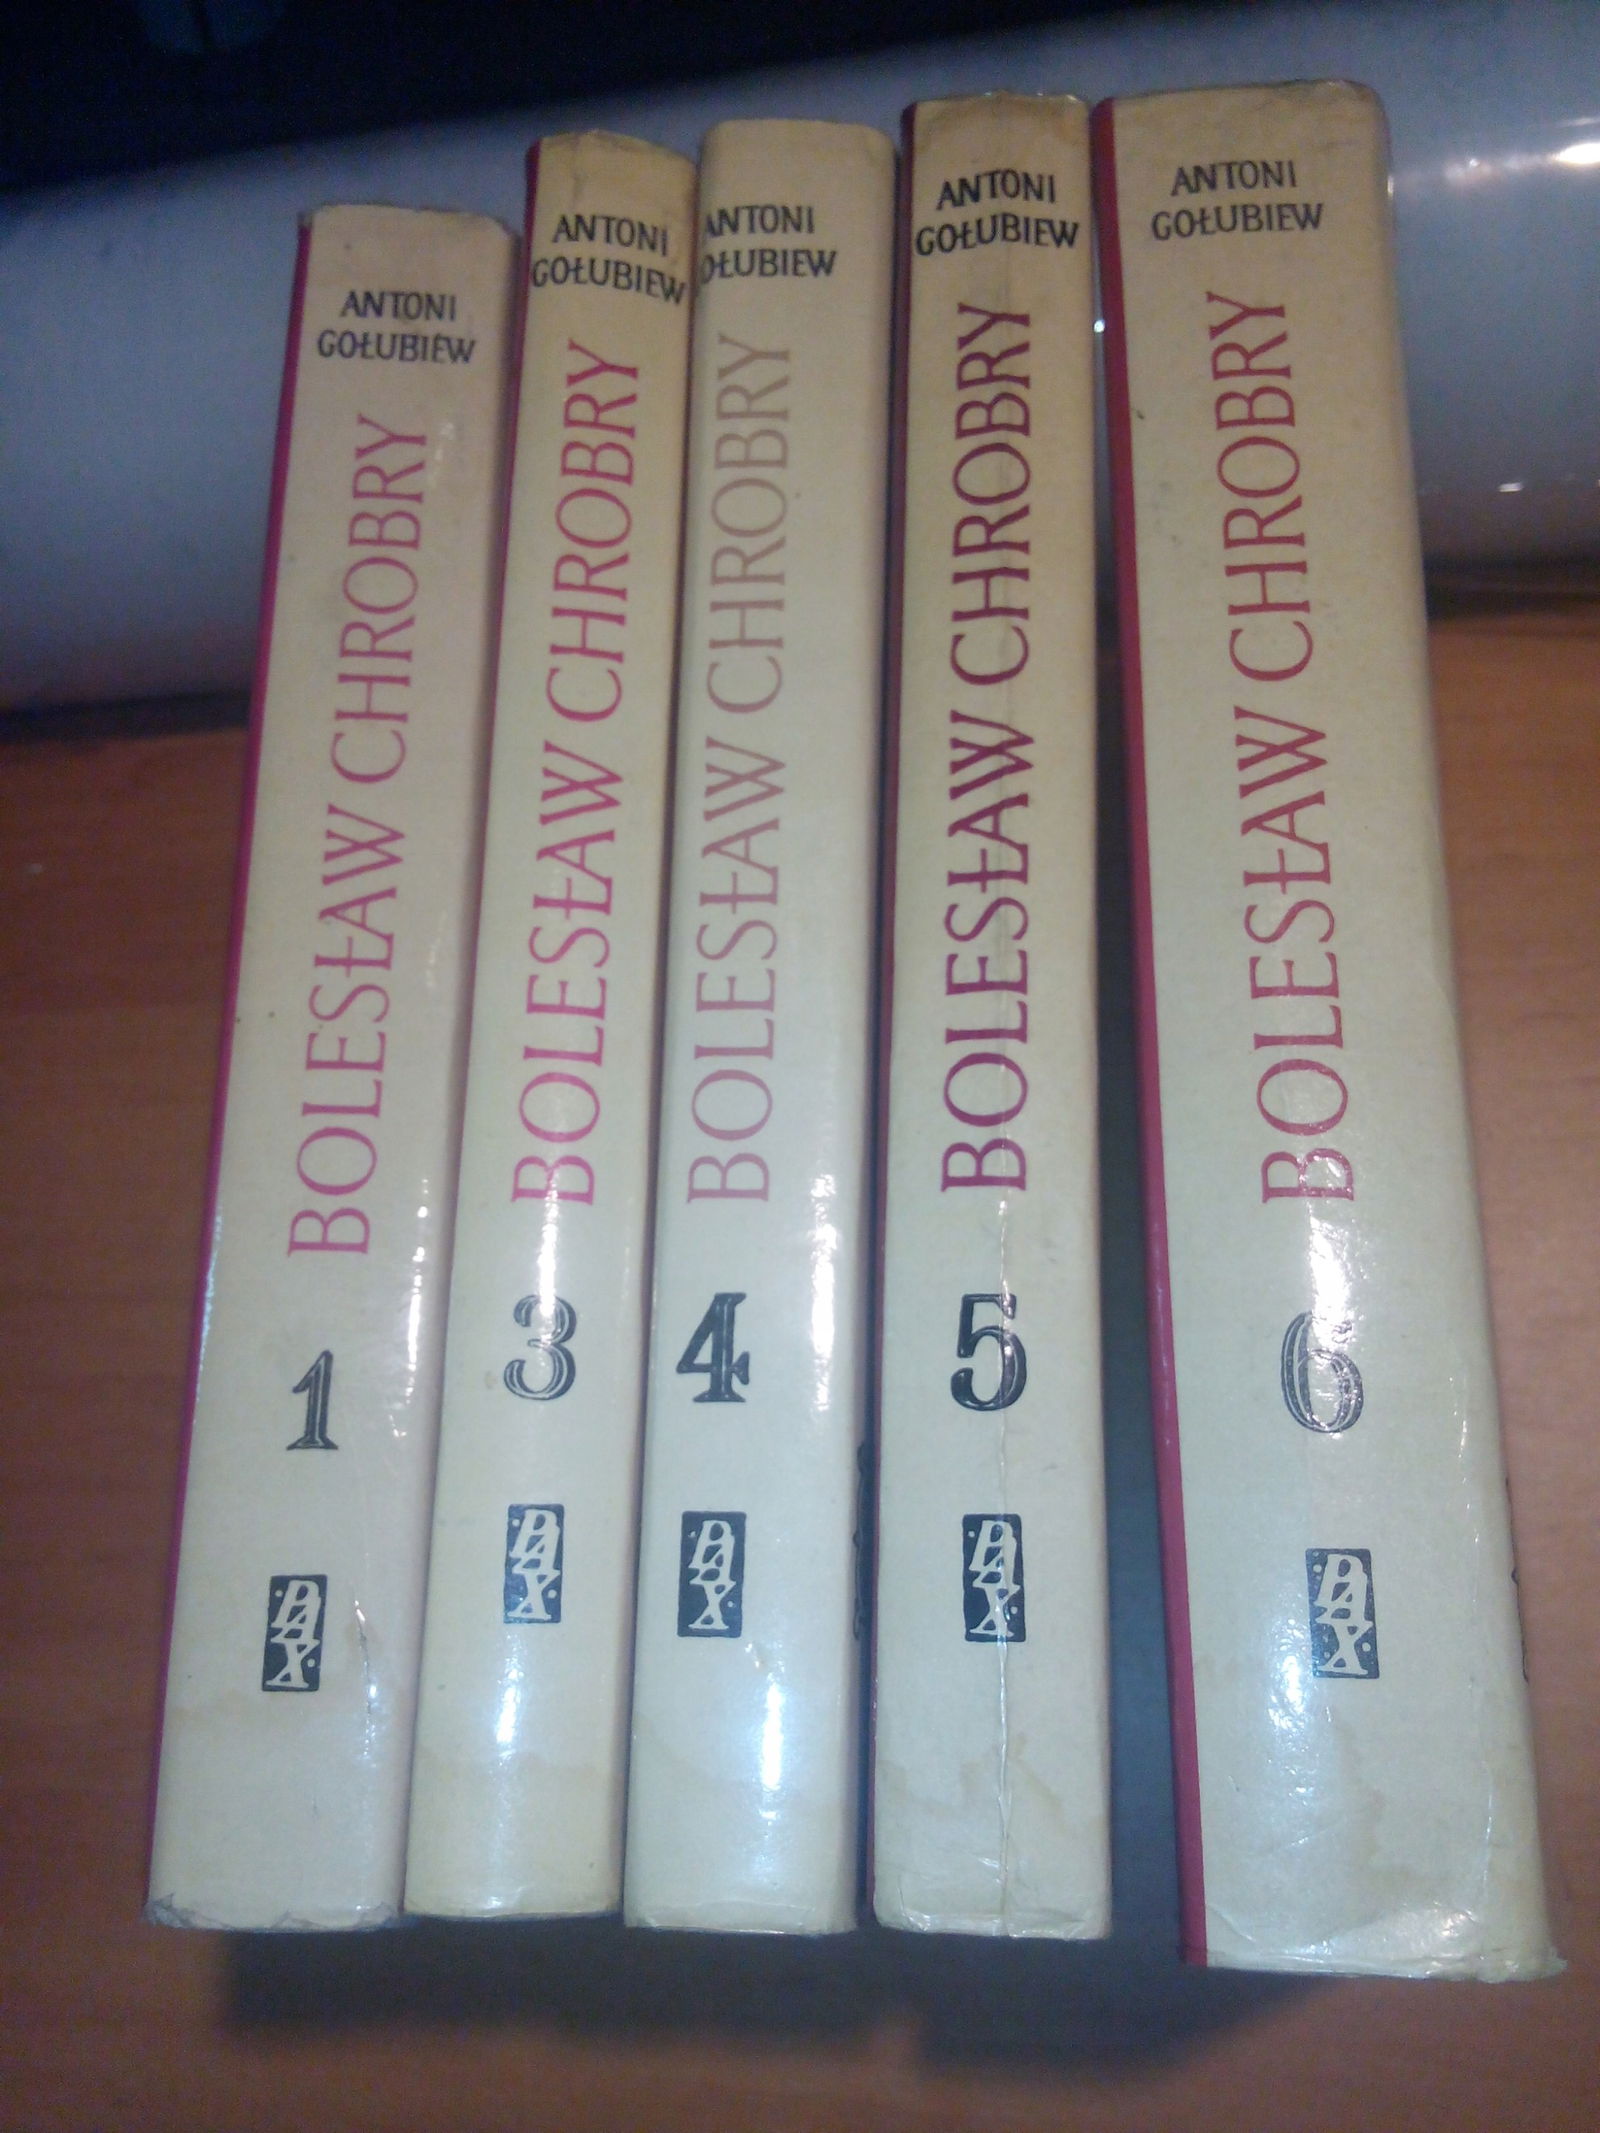 ANTONI
GOŁUBIEW
BOLESŁAW CHROBRY
1
PAX
ANTONI
GOŁUBIEW
BOLESŁAW CHROBRY
3
PAX
ANTONI
OŁUBIEW
BOLESŁAW CHROBRY
4
PAX
ANTONI
GOŁUBIEW
BOLESŁAW CHROBRY
5
PAX
ANTONI
GOŁUBIEW
BOLESŁAW CHROBRY
6
PAX